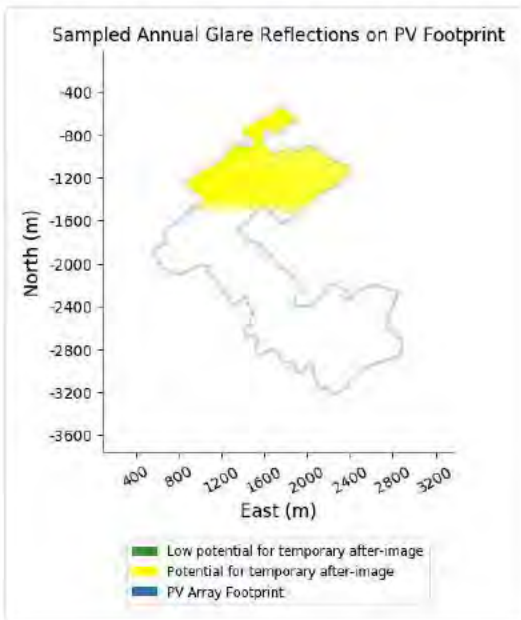 Sampled Annual Glare Reflections on PV Footprint
North (m)
-400
-800
-1200
-1600
-2000
-2400
-2800
-3200
-3600
400 800 1200 1600 2000 2400 2800 3200
East (m)
Low potential for temporary after-image
Potential for temporary after-image
PV Array Footprint